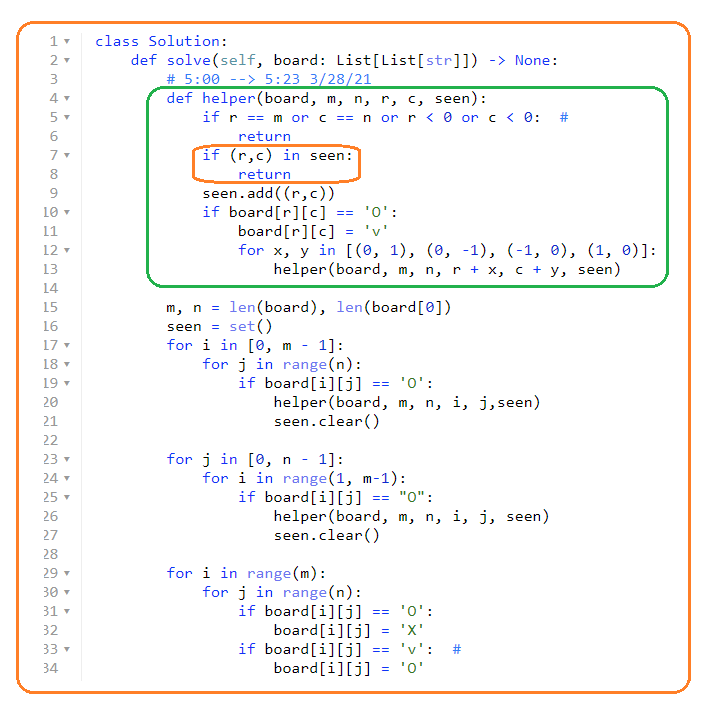 1 class Solution:
2 def solve(self, board: List[List[str]]) -> None:
3 # 5:00 --> 5:23 3/28/21
4 def helper(board, m, n, r, c, seen):
5 if r == m or c == n or r < 0 or c < 0: #
6 return
7 if (r,c) in seen:
8 return
9 seen.add((r,c))
10 if board[r][c] == 'O':
11 board[r][c] = 'v'
12 for x, y in [(0, 1), (0, -1), (-1, 0), (1, 0)]:
13 helper(board, m, n, r + x, c + y, seen)
14
15 m, n = len(board), len(board[0])
16 seen = set()
17 for i in [0, m - 1]:
18 for j in range(n):
19 if board[i][j] == 'O':
20 helper(board, m, n, i, j,seen)
21 seen.clear()
22
23 for j in [0, n - 1]:
24 for i in range(1, m-1):
25 if board[i][j] == "O":
26 helper(board, m, n, i, j, seen)
27 seen.clear()
28
29 for i in range(m):
30 for j in range(n):
31 if board[i][j] == 'O':
32 board[i][j] = 'X'
33 if board[i][j] == 'v': #
34 board[i][j] = 'O'